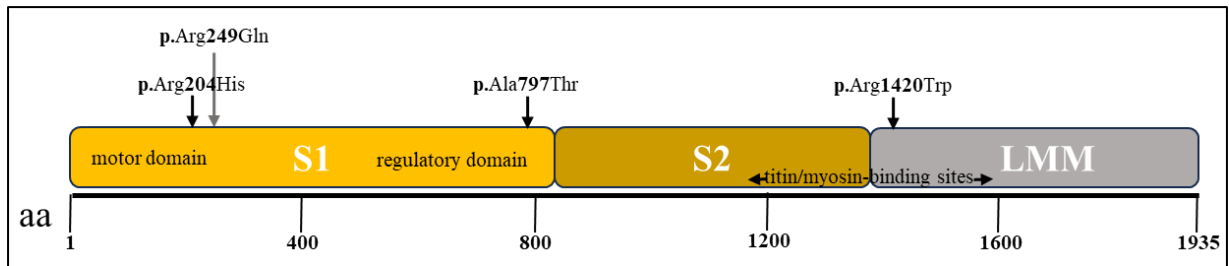 p.Arg249Gln
p.Arg204His
p.Ala797Thr
p.Arg1420Trp
motor domain
S1
regulatory domain
S2
LMM
titin/myosin-binding sites
aa
1
400
800
1200
1600
1935